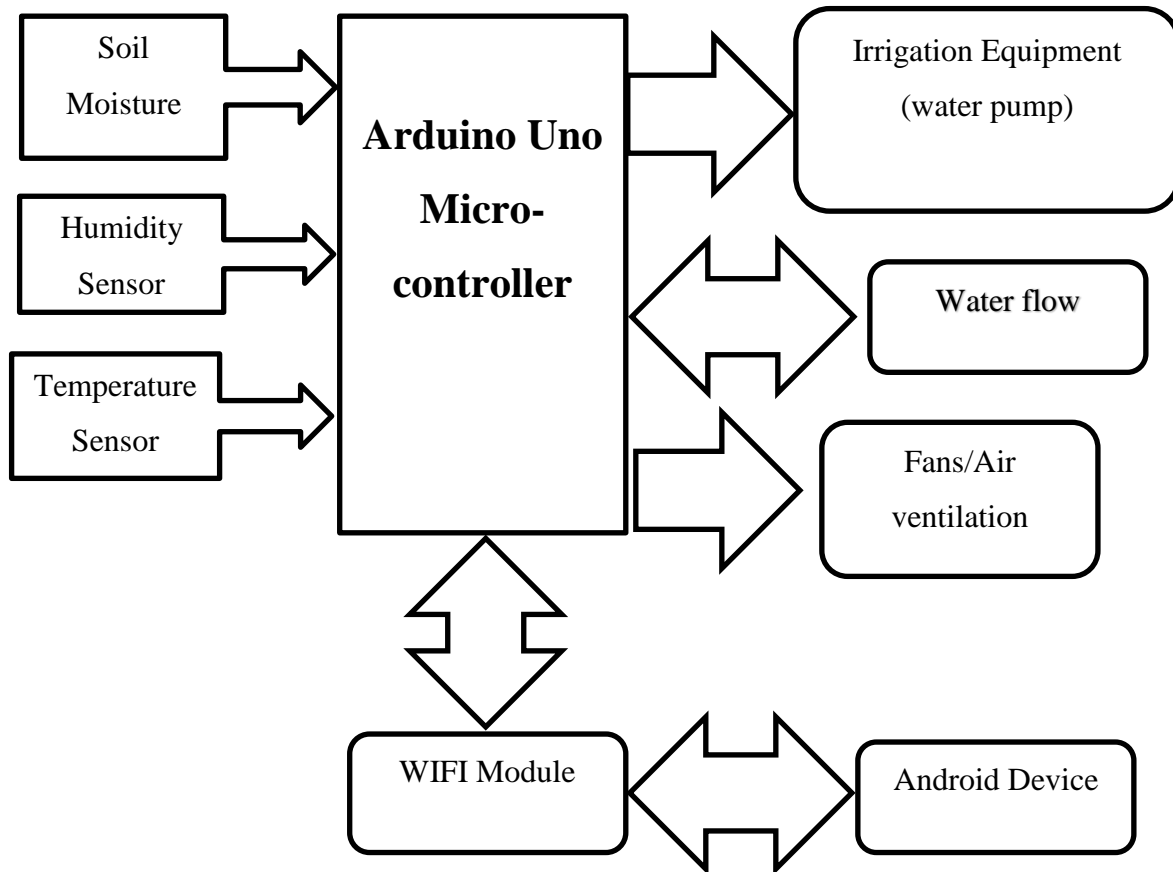 Soil
Moisture
Humidity
Sensor
Temperature
Sensor
Arduino Uno
Micro-
controller
Irrigation Equipment
(water pump)
Water flow
Fans/Air
ventilation
WIFI Module
Android Device